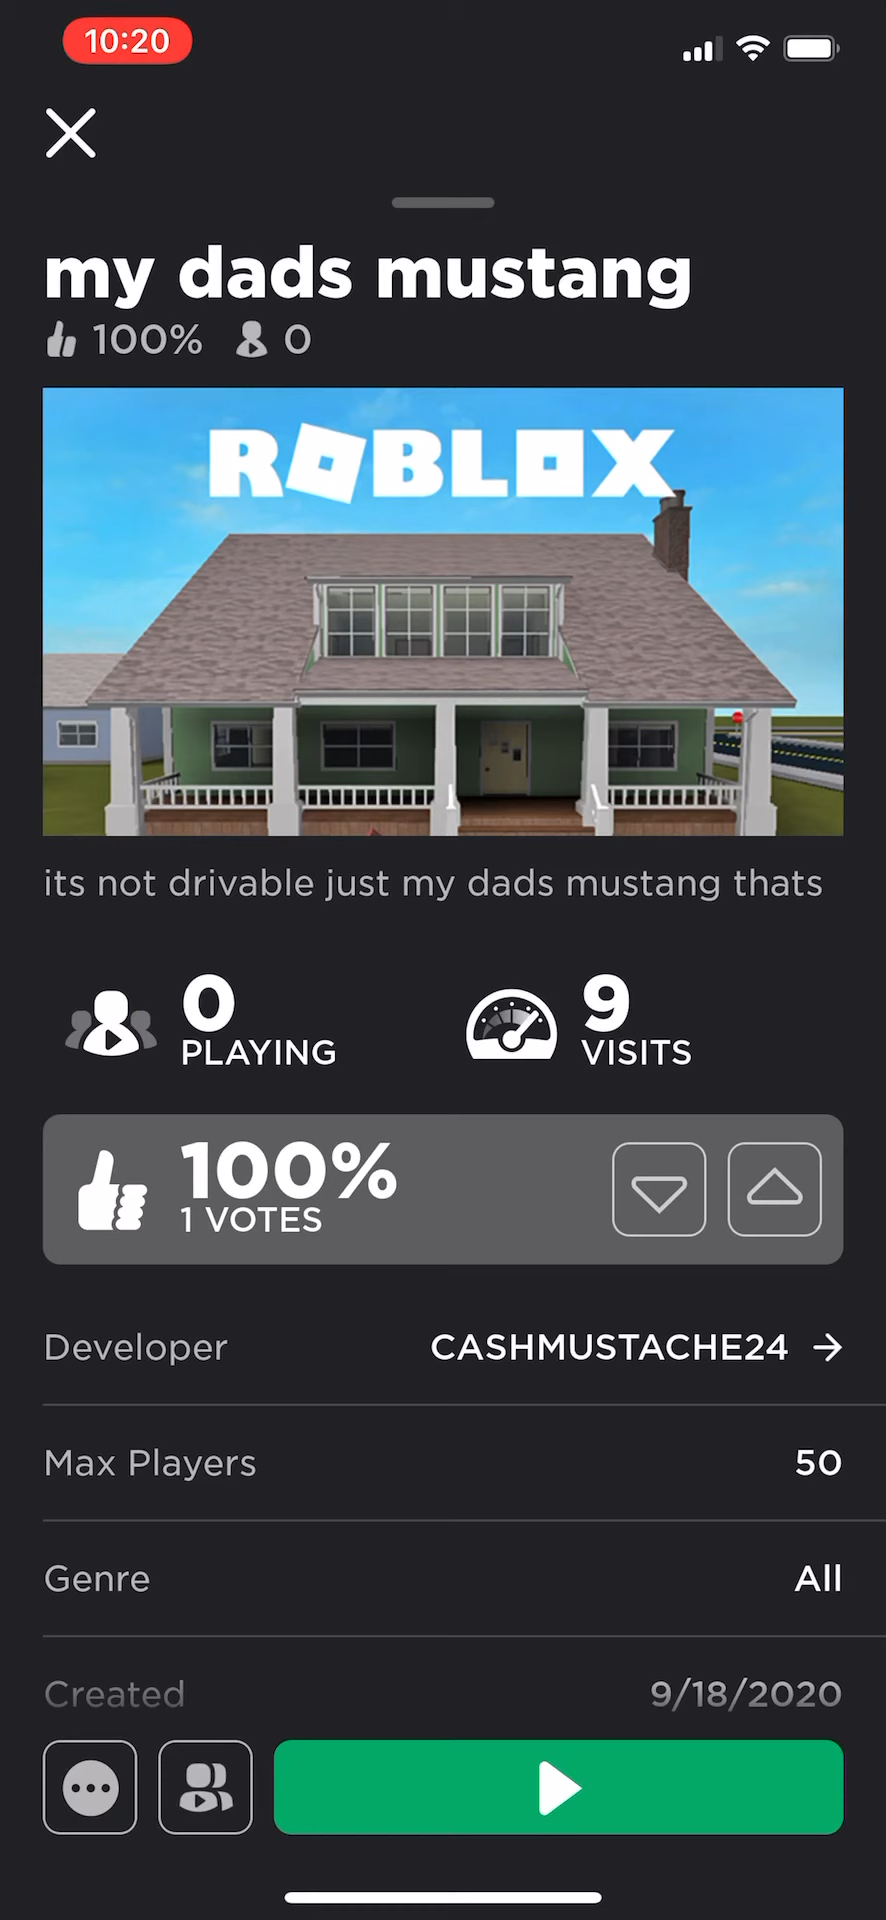 10:20
my dads mustang
100% 0
ROBLOX
its not drivable just my dads mustang thats
0
PLAYING
9
VISITS
100%
1 VOTES
Developer CASHMUSTACHE24
Max Players 50
Genre All
Created 9/18/2020